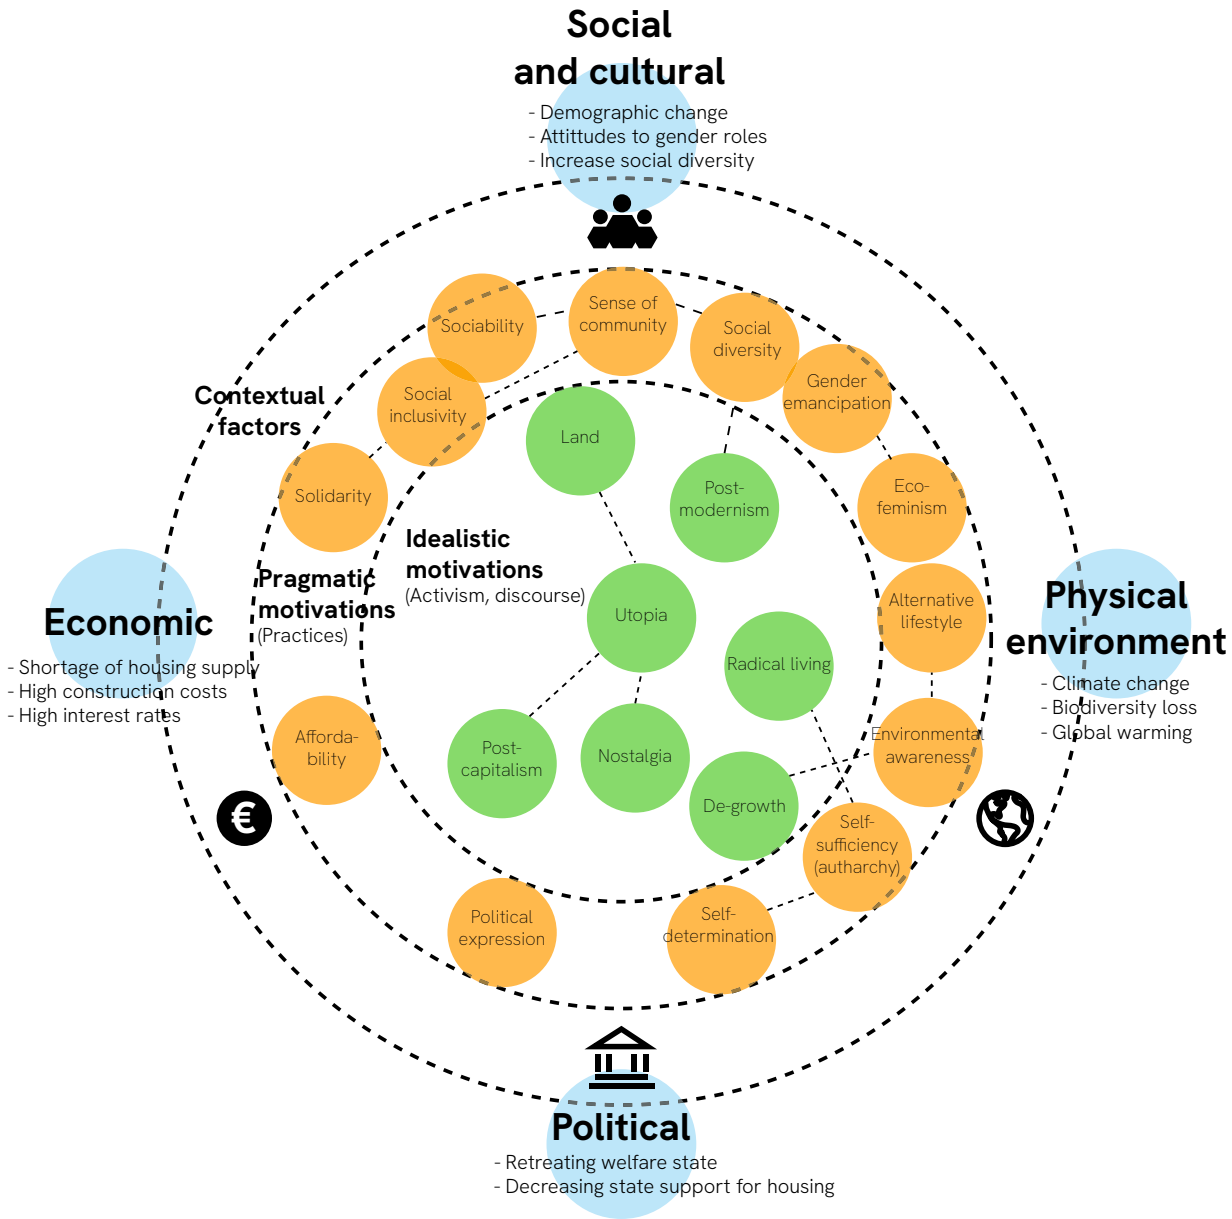 Social
and cultural
- Demographic change
- Attittudes to gender roles
- Increase social diversity
Sociability
Sense of
community
Social
diversity
Gender
emancipation
Social
inclusivity
Contextual
factors
Solidarity
Land
Post-
modernism
Eco-
feminism
Idealistic
motivations
(Activism, discourse)
Pragmatic
motivations
(Practices)
Utopia
Alternative
lifestyle
Radical living
Economic
- Shortage of housing supply
- High construction costs
- High interest rates
Physical
environment
- Climate change
- Biodiversity loss
- Global warming
Afforda-
bility
Post-
capitalism
Nostalgia
Environmental
awareness
De-growth
€
Self-
sufficiency
(autharchy)
Political
expression
Self-
determination
Political
- Retreating welfare state
- Decreasing state support for housing